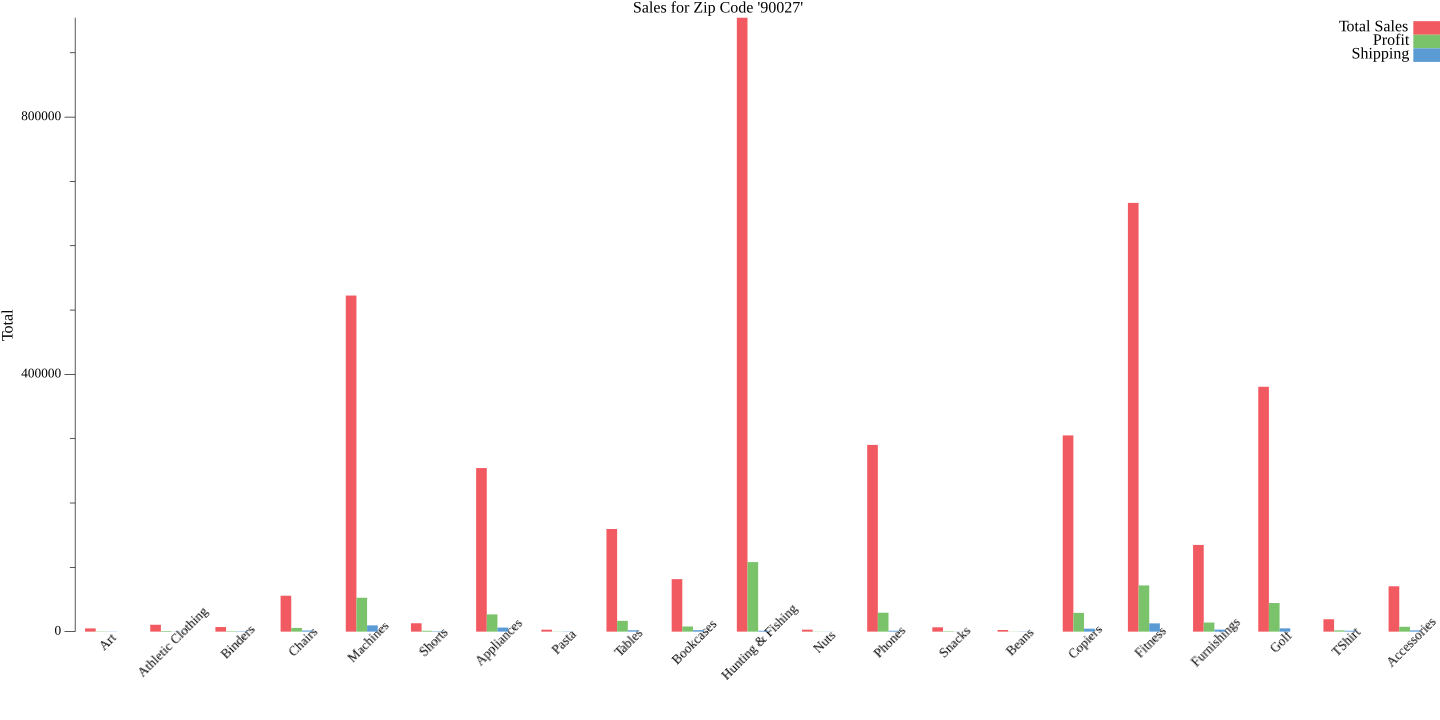 Sales for Zip Code '90027'
Total Sales
Profit
Shipping
800000
400000
0
Total
Art
Athletic Clothing
Binders
Chairs
Machines
Shorts
Appliances
Pasta
Tables
Bookcases
Hunting & Fishing
Nuts
Phones
Snacks
Beans
Copiers
Fitness
Furnishings
Golf
TShirt
Accessories